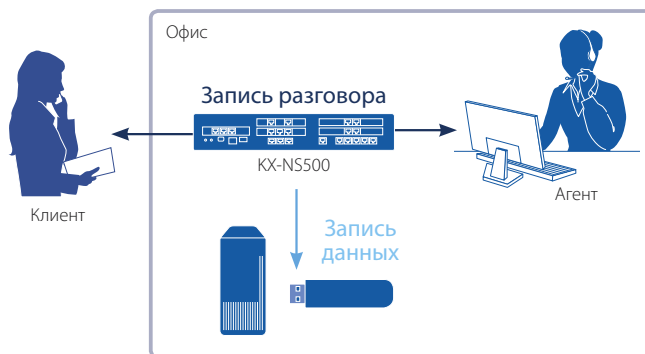 Офис
Запись разговора
KX-NS500
Клиент
Агент
Запись
данных